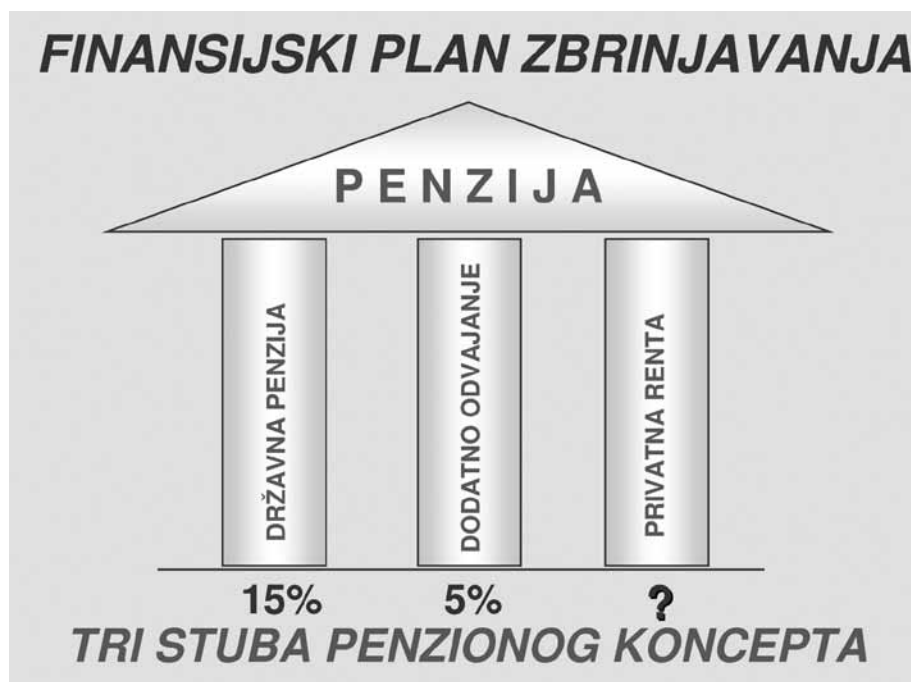 FINANSIJSKI PLAN ZBRINJAVANJA
PENZIJA
DRŽAVNA PENZIJA
DODATNO ODVAJANJE
PRIVATNA RENTA
15% 5% ?
TRI STUBA PENZIONOG KONCEPTA